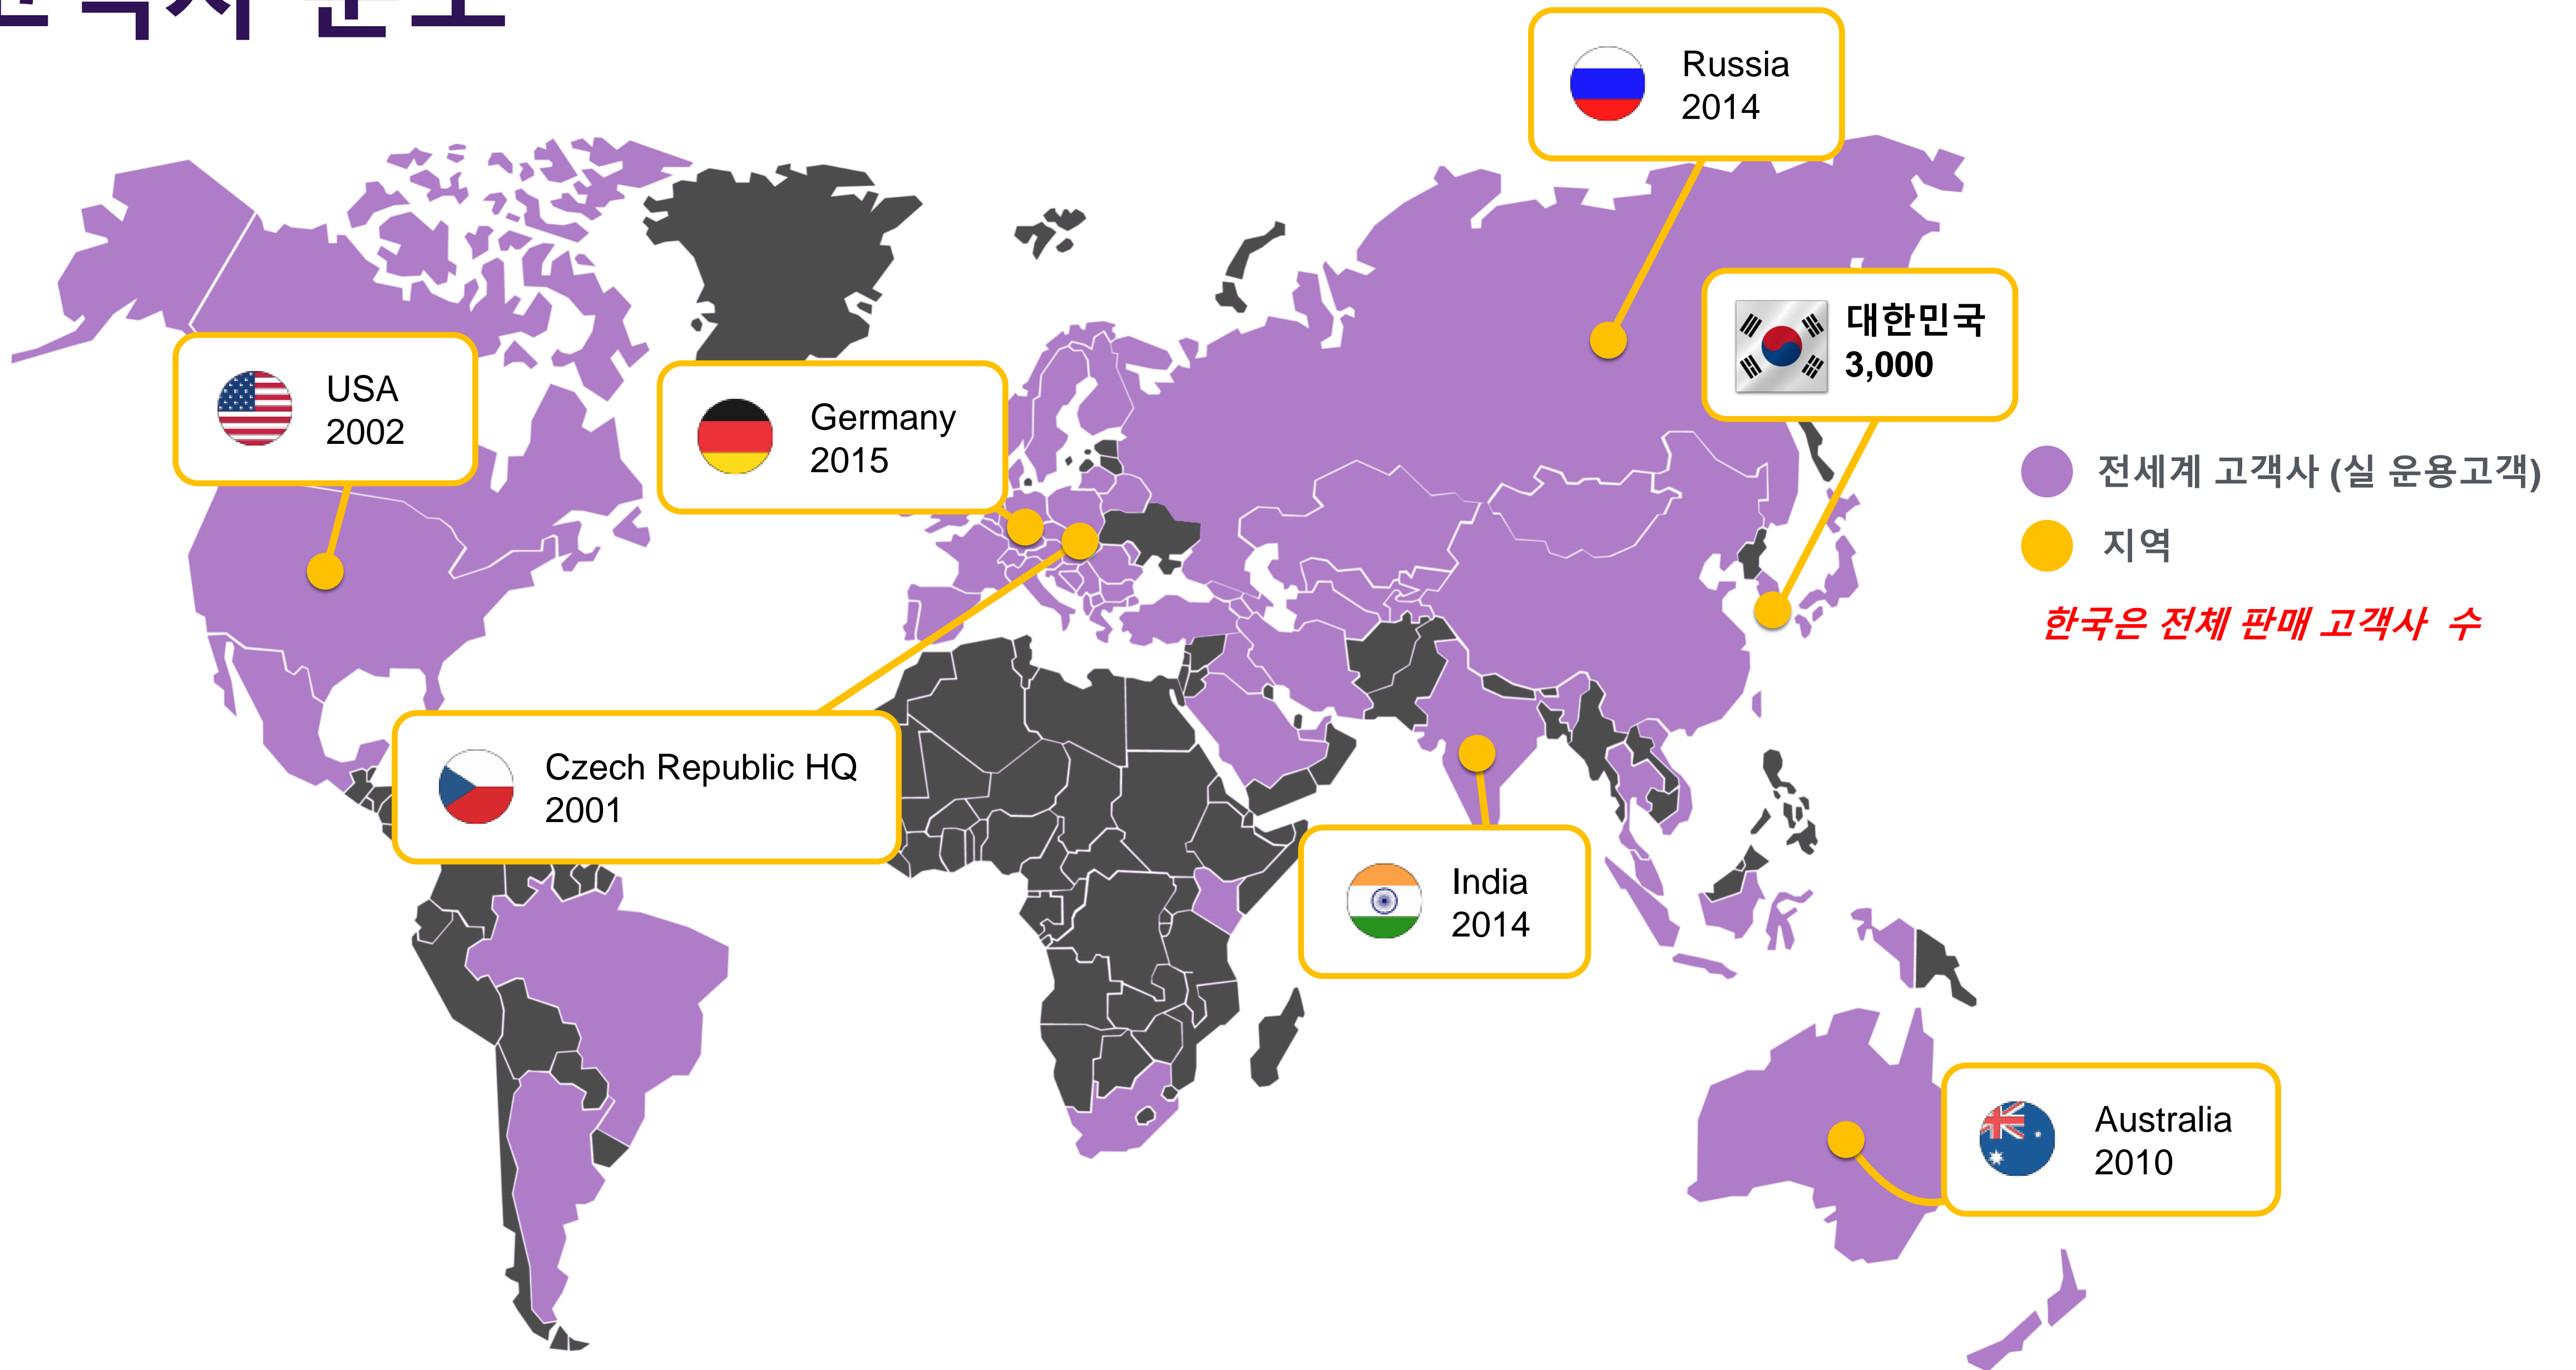 Russia
2014
대한민국
3,000
USA
2002
Germany
2015
전세계 고객사 (실 운용고객)
지역
한국은 전체 판매 고객사 수
Czech Republic HQ
2001
India
2014
Australia
2010